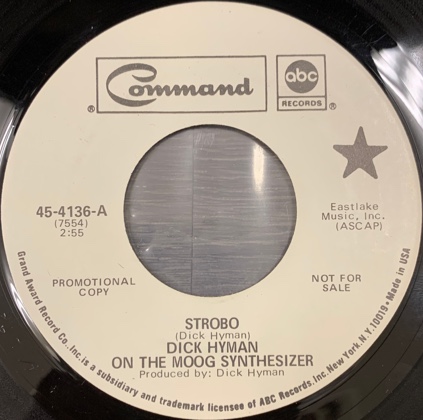 Command
®
abc
RECORDS
®
45-4136-A
(7554)
2:55
Eastlake
Music, Inc.
(ASCAP)
PROMOTIONAL
COPY
NOT FOR
SALE
STROBO
(Dick Hyman)
DICK HYMAN
ON THE MOOG SYNTHESIZER
Produced by: Dick Hyman
Grand Award Record Co., Inc. is a subsidiary and trademark licensee of ABC Records, Inc. New York, N.Y. 10019 • Made in USA